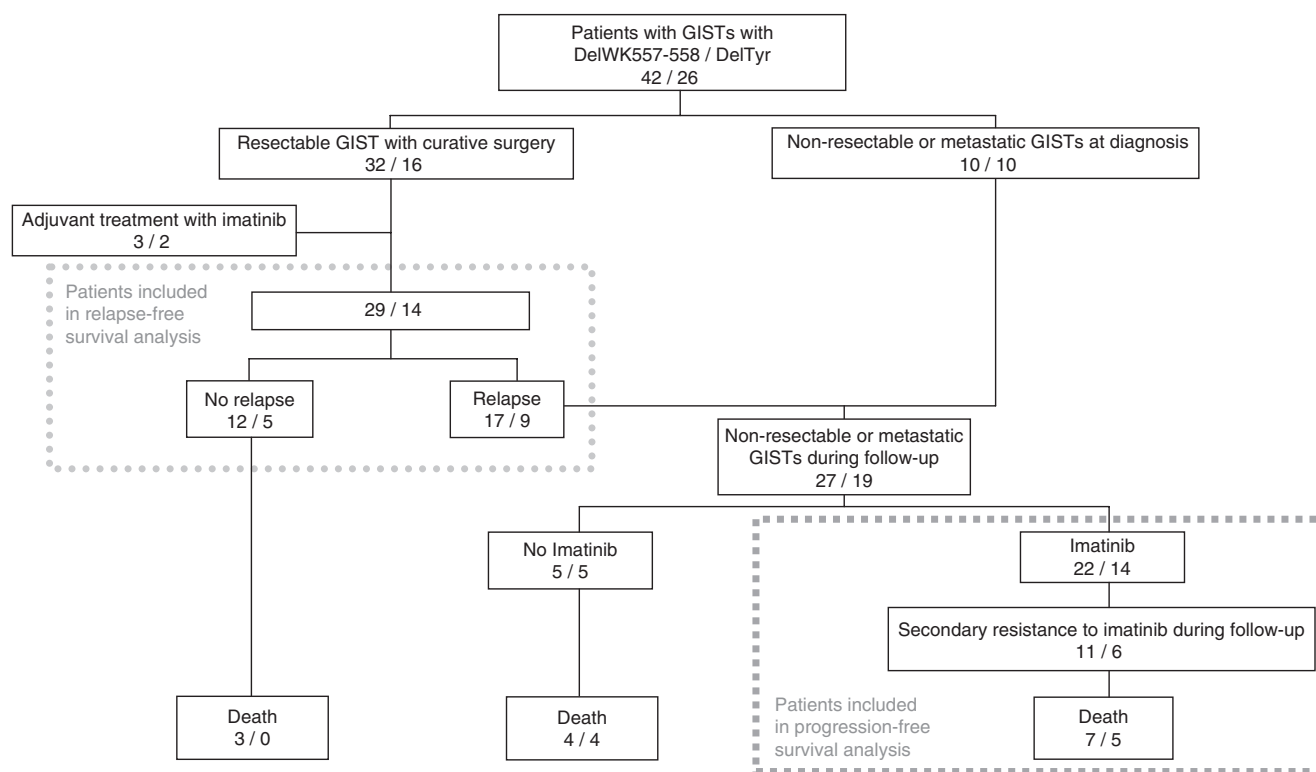 Patients with GISTs with
DelWK557-558 / DelTyr
42 / 26
Resectable GIST with curative surgery
32 / 16
Non-resectable or metastatic GISTs at diagnosis
10 / 10
Adjuvant treatment with imatinib
3 / 2
Patients included
in relapse-free
survival analysis
29 / 14
No relapse
12 / 5
Relapse
17 / 9
Non-resectable or metastatic
GISTs during follow-up
27 / 19
No Imatinib
5 / 5
Imatinib
22 / 14
Secondary resistance to imatinib during follow-up
11 / 6
Death
3 / 0
Death
4 / 4
Patients included
in progression-free
survival analysis
Death
7 / 5